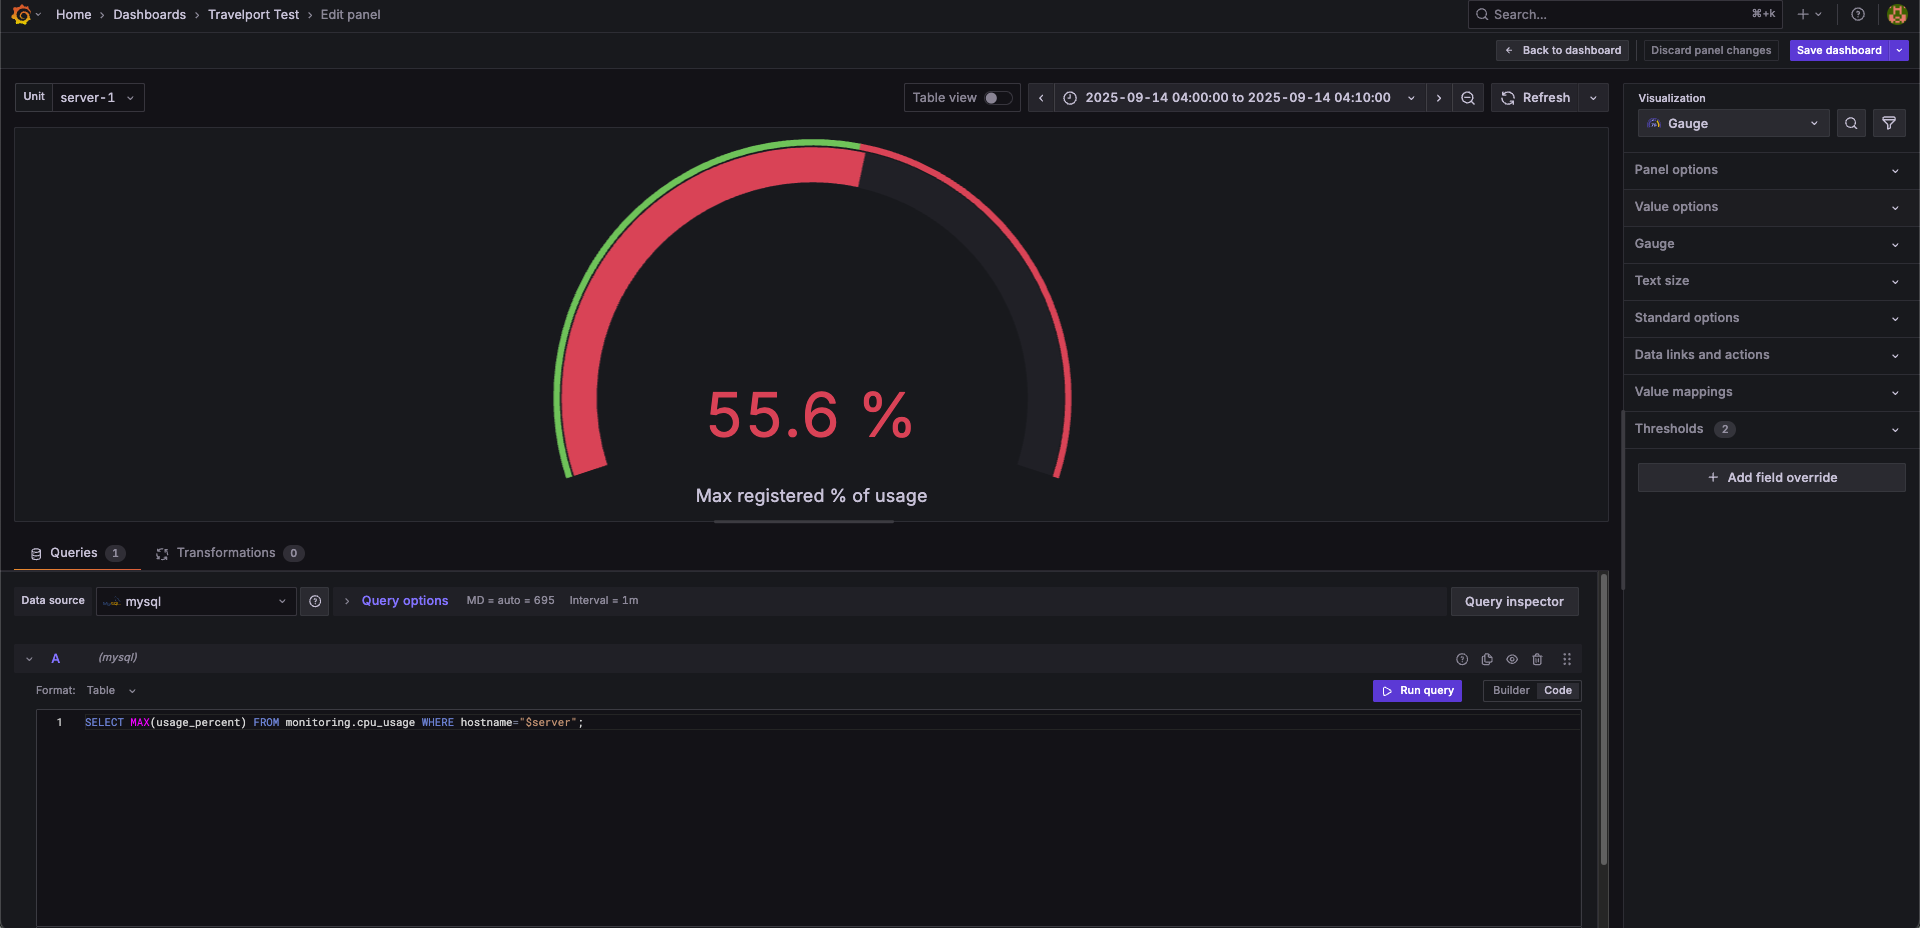 Home › Dashboards › Travelport Test › Edit panel
Search... ⌘+k
Back to dashboard
Discard panel changes
Save dashboard
Unit server-1
Table view
2025-09-14 04:00:00 to 2025-09-14 04:10:00
Refresh
55.6 %
Max registered % of usage
Visualization
Gauge
Panel options
Value options
Gauge
Text size
Standard options
Data links and actions
Value mappings
Thresholds 2
+ Add field override
Queries 1 Transformations 0
Data source mysql
Query options MD = auto = 695 Interval = 1m
Query inspector
A (mysql)
Format: Table
Run query
Builder Code
1 SELECT MAX(usage_percent) FROM monitoring.cpu_usage WHERE hostname="$server";